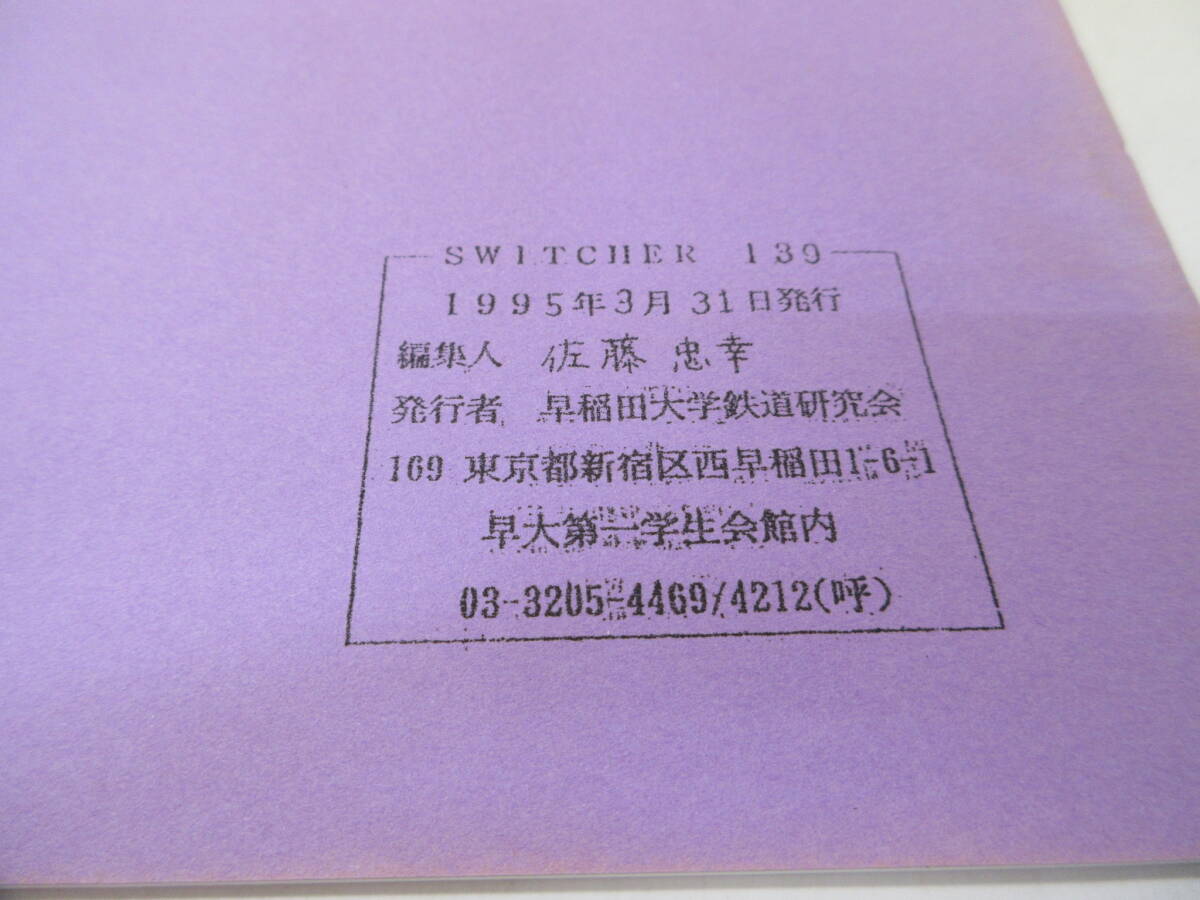 SWITCHER 139
1995年3月31日発行
編集人 佐藤忠幸
発行者 早稲田大学鉄道研究会
169 東京都新宿区西早稲田1-6-1
早大第一学生会館内
03-3205-4469/4212(呼)